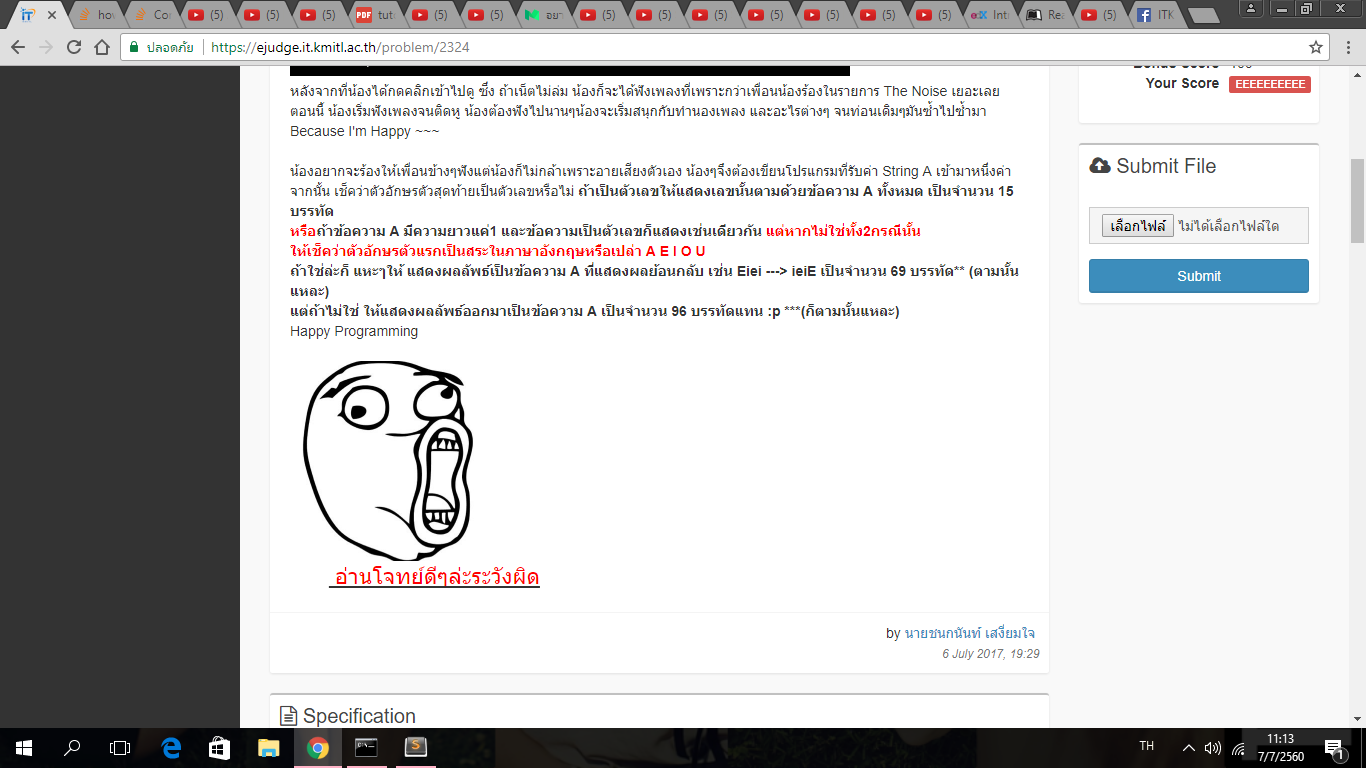 how
Co
(5)
(5)
(5)
PDF tuto
(5)
(5)
อย่า
(5)
(5)
(5)
(5)
(5)
(5)
(5)
Int
Rea
(5)
ITK
ปลอดภัย https://ejudge.it.kmitl.ac.th/problem/2324
Your Score EEEEEEEEEE
หลังจากที่น้องได้กดคลิกเข้าไปดู ซึ่ง ถ้าเน็ตไม่ล่ม น้องก็จะได้ฟังเพลงที่เพราะกว่าเพื่อนน้องร้องในรายการ The Noise เยอะเลย
ตอนนี้ น้องเริ่มฟังเพลงจนติดหู น้องต้องฟังไปนานๆน้องจะเริ่มสนุกกับทำนองเพลง และอะไรต่างๆ จนท่อนเดิมๆมันซ้ำไปซ้ำมา
Because I'm Happy ~~~
น้องอยากจะร้องให้เพื่อนข้างๆฟังแต่น้องก็ไม่กล้าเพราะอายเสียงตัวเอง น้องๆจึงต้องเขียนโปรแกรมที่รับค่า String A เข้ามาหนึ่งค่า
จากนั้น เช็คว่าตัวอักษรตัวสุดท้ายเป็นตัวเลขหรือไม่ ถ้าเป็นตัวเลขให้แสดงเลขนั้นตามด้วยข้อความ A ทั้งหมด เป็นจำนวน 15
บรรทัด
หรือถ้าข้อความ A มีความยาวแค่1 และข้อความเป็นตัวเลขก็แสดงเช่นเดียวกัน แต่หากไม่ใช่ทั้ง2กรณีนั้น
ให้เช็คว่าตัวอักษรตัวแรกเป็นสระในภาษาอังกฤษหรือเปล่า A E I O U
ถ้าใช่ล่ะก็ แหะๆให้ แสดงผลลัพธ์เป็นข้อความ A ที่แสดงผลย้อนกลับ เช่น Eiei ---> ieiE เป็นจำนวน 69 บรรทัด** (ตามนั้น
แหละ)
แต่ถ้าไม่ใช่ ให้แสดงผลลัพธ์ออกมาเป็นข้อความ A เป็นจำนวน 96 บรรทัดแทน :p ***(ก็ตามนั้นแหละ)
Happy Programming
อ่านโจทย์ดีๆล่ะระวังผิด
by นายชนกนันท์ เสงี่ยมใจ
6 July 2017, 19:29
Specification
Submit File
เลือกไฟล์ ไม่ได้เลือกไฟล์ใด
Submit
TH
11:13
7/7/2560
1